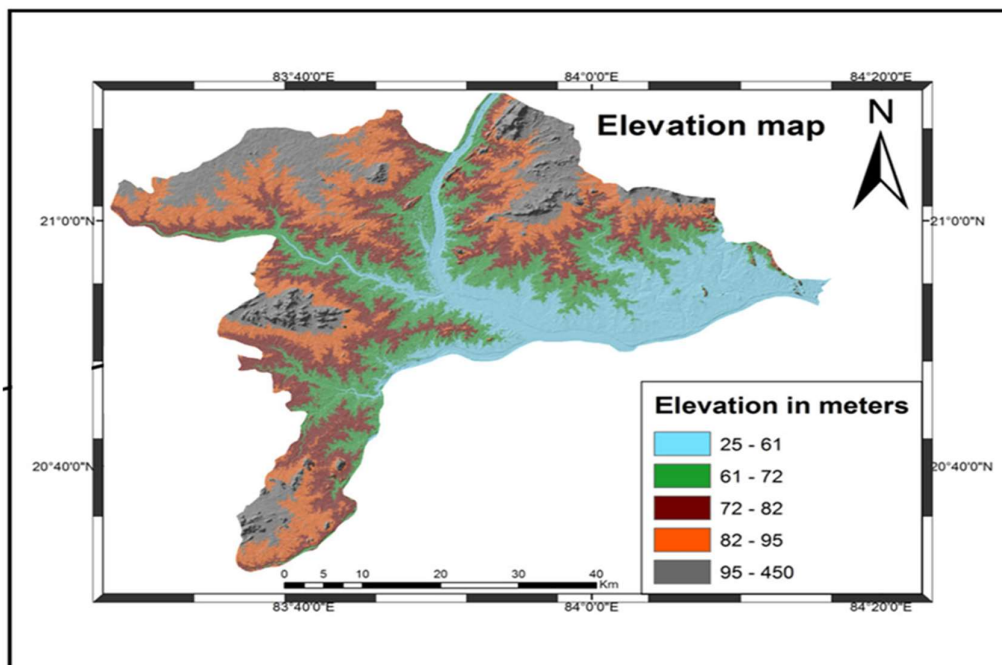 83°40'0"E 84°0'0"E 84°20'0"E
Elevation map
N
21°0'0"N 21°0'0"N
Elevation in meters
25 - 61
61 - 72
20°40'0"N 20°40'0"N
72 - 82
82 - 95
95 - 450
0 5 10 20 30 40
Km
83°40'0"E 84°0'0"E 84°20'0"E